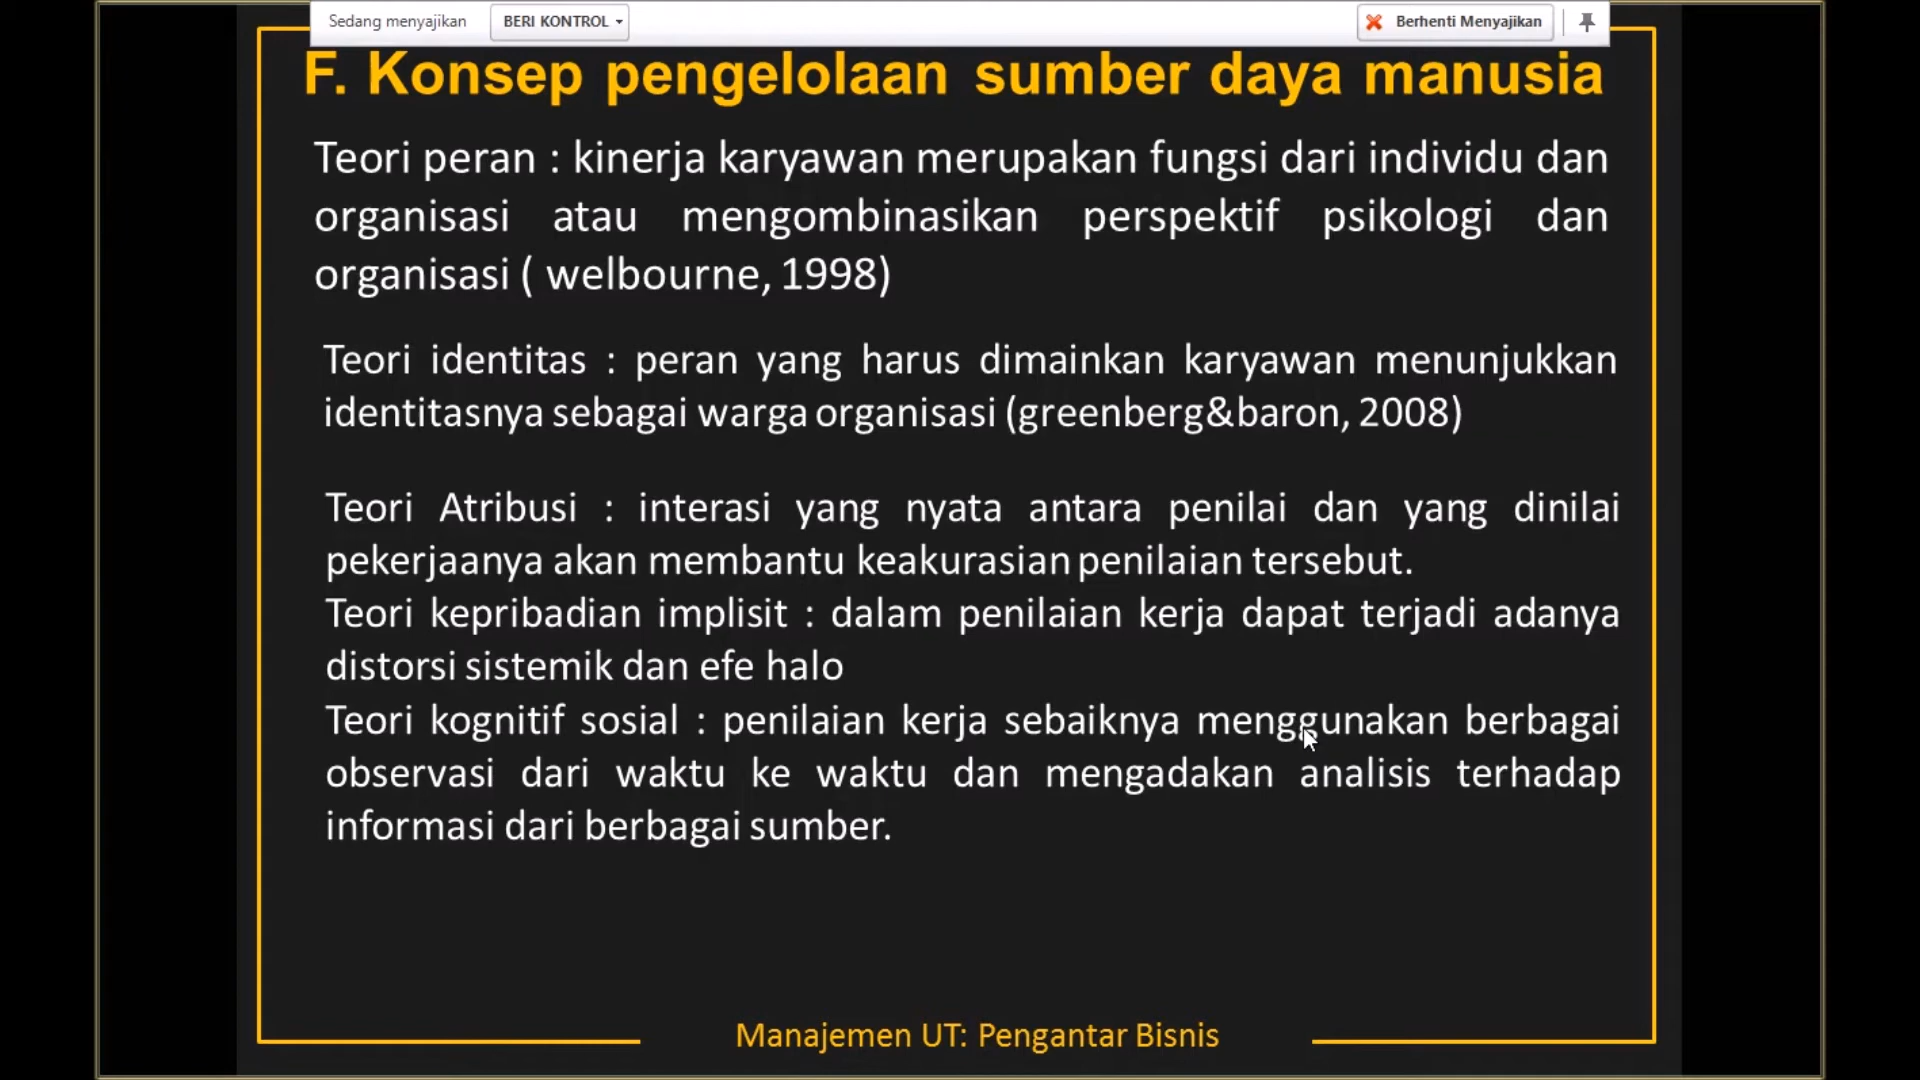 Sedang menyajikan BERI KONTROL Berhenti Menyajikan
F. Konsep pengelolaan sumber daya manusia
Teori peran : kinerja karyawan merupakan fungsi dari individu dan
organisasi atau mengombinasikan perspektif psikologi dan
organisasi ( welbourne, 1998)
Teori identitas : peran yang harus dimainkan karyawan menunjukkan
identitasnya sebagai warga organisasi (greenberg&baron, 2008)
Teori Atribusi : interasi yang nyata antara penilai dan yang dinilai
pekerjaanya akan membantu keakurasian penilaian tersebut.
Teori kepribadian implisit : dalam penilaian kerja dapat terjadi adanya
distorsi sistemik dan efe halo
Teori kognitif sosial : penilaian kerja sebaiknya menggunakan berbagai
observasi dari waktu ke waktu dan mengadakan analisis terhadap
informasi dari berbagai sumber.
Manajemen UT: Pengantar Bisnis